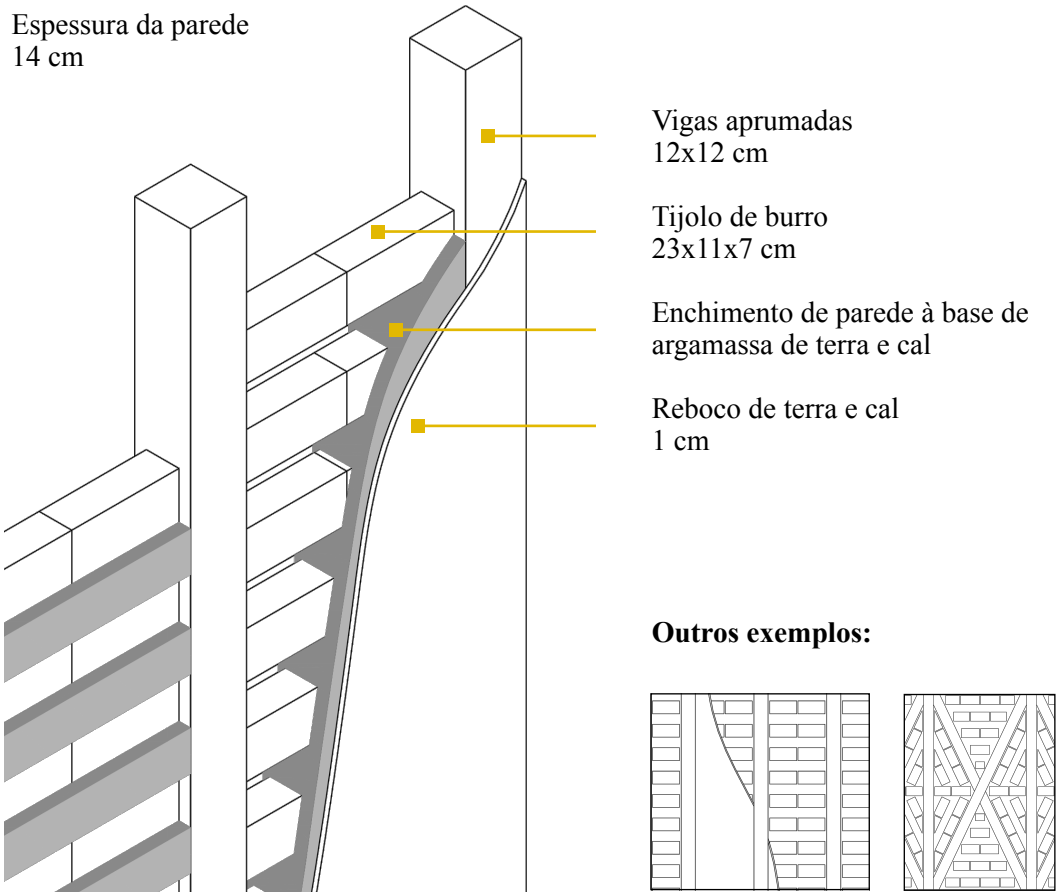 Espessura da parede
14 cm
Vigas aprumadas
12x12 cm
Tijolo de burro
23x11x7 cm
Enchimento de parede à base de
argamassa de terra e cal
Reboco de terra e cal
1 cm
Outros exemplos: